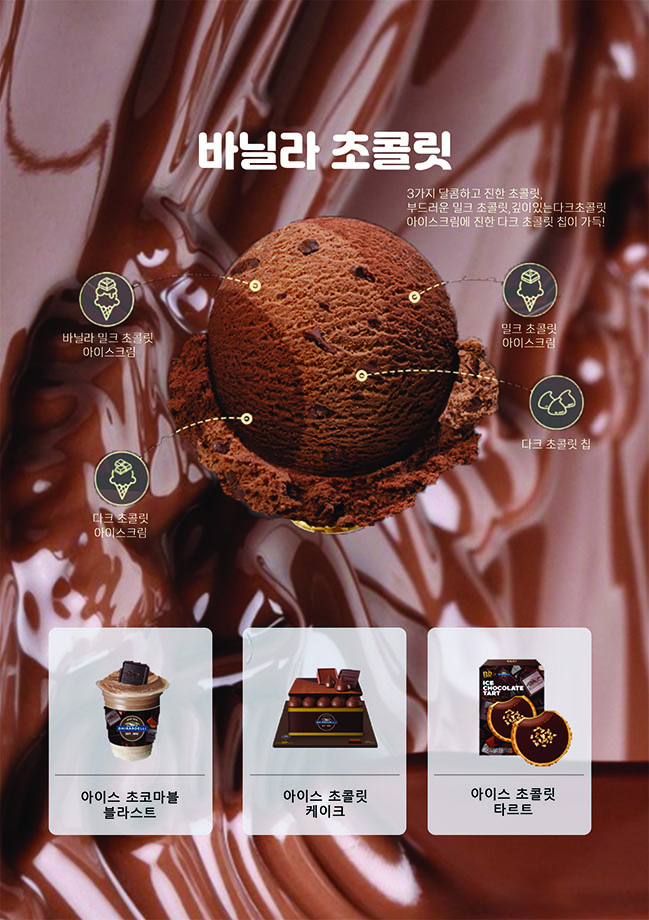 바닐라 초콜릿
3가지 달콤하고 진한 초콜릿,
부드러운 밀크 초콜릿,깊이있는다크초콜릿
아이스크림에 진한 다크 초콜릿 칩이 가득!
바닐라 밀크 초콜릿
아이스크림
밀크 초콜릿
아이스크림
다크 초콜릿 칩
다크 초콜릿
아이스크림
GHIRARDELLI
GHIRARDELLI
BR
ICE
CHOCOLATE
TART
아이스 초코마블
블라스트
아이스 초콜릿
케이크
아이스 초콜릿
타르트